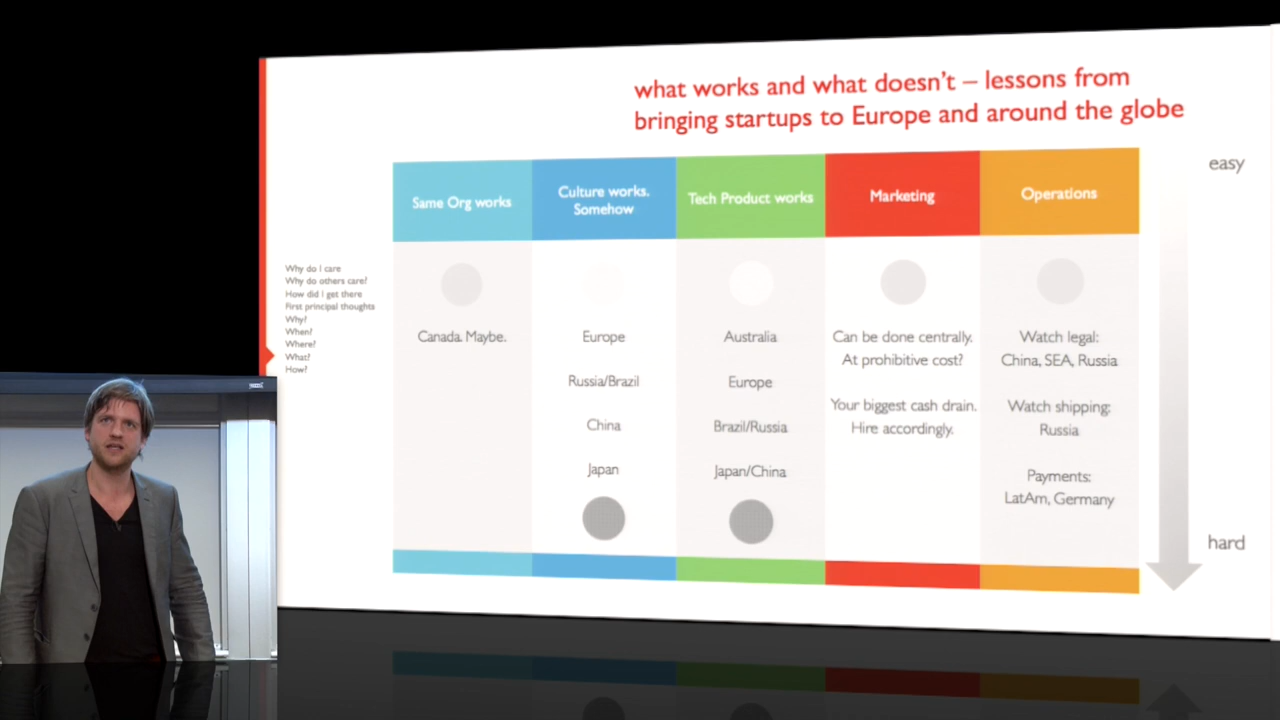 what works and what doesn't – lessons from
bringing startups to Europe and around the globe
easy
Same Org works
Culture works.
Somehow
Tech Product works
Marketing
Operations
Why do I care
Why do others care?
How did I get there
First principal thoughts
Why?
When?
Where?
What?
How?
Canada. Maybe.
Europe
Russia/Brazil
China
Japan
Australia
Europe
Brazil/Russia
Japan/China
Can be done centrally.
At prohibitive cost?
Your biggest cash drain.
Hire accordingly.
Watch legal:
China, SEA, Russia
Watch shipping:
Russia
Payments:
LatAm, Germany
hard